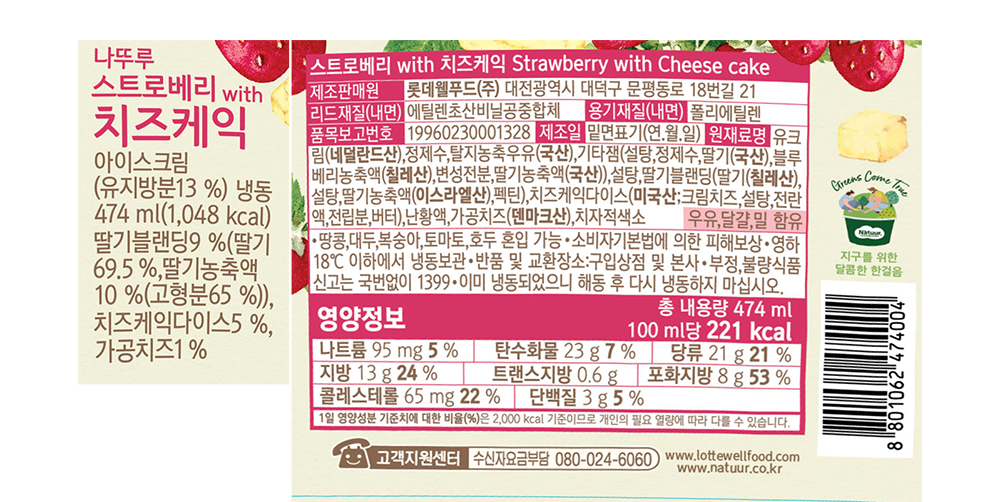 나뚜루
스트로베리 with
치즈케익
아이스크림
(유지방분13 %) 냉동
474 ml(1,048 kcal)
딸기블랜딩9 %(딸기
69.5 %,딸기농축액
10 %(고형분65 %)),
치즈케익다이스5 %,
가공치즈1 %
스트로베리 with 치즈케익 Strawberry with Cheese cake
제조판매원 롯데웰푸드(주) 대전광역시 대덕구 문평동로 18번길 21
리드재질(내면) 에틸렌초산비닐공중합체 용기재질(내면) 폴리에틸렌
품목보고번호 19960230001328 제조일 밑면표기(연.월.일) 원재료명 유크
림(네덜란드산),정제수,탈지농축우유(국산),기타잼(설탕,정제수,딸기(국산),블루
베리농축액(칠레산),변성전분,딸기농축액(국산)),설탕,딸기블랜딩(딸기(칠레산),
설탕,딸기농축액(이스라엘산),펙틴),치즈케익다이스(미국산;크림치즈,설탕,전란
액,전립분,버터),난황액,가공치즈(덴마크산),치자적색소 우유,달걀,밀 함유
•땅콩,대두,복숭아,토마토,호두 혼입 가능•소비자기본법에 의한 피해보상•영하
18℃ 이하에서 냉동보관•반품 및 교환장소:구입상점 및 본사•부정,불량식품
신고는 국번없이 1399•이미 냉동되었으니 해동 후 다시 냉동하지 마십시오.
영양정보 총 내용량 474 ml
100 ml당 221 kcal
나트륨 95 mg 5 % 탄수화물 23 g 7 % 당류 21 g 21 %
지방 13 g 24 % 트랜스지방 0.6 g 포화지방 8 g 53 %
콜레스테롤 65 mg 22 % 단백질 3 g 5 %
1일 영양성분 기준치에 대한 비율(%)은 2,000 kcal 기준이므로 개인의 필요 열량에 따라 다를 수 있습니다.
고객지원센터 수신자요금부담 080-024-6060 www.lottewellfood.com
www.natuur.co.kr
Greens Come True
Natuur
지구를 위한
달콤한 한걸음
8 801062 474004